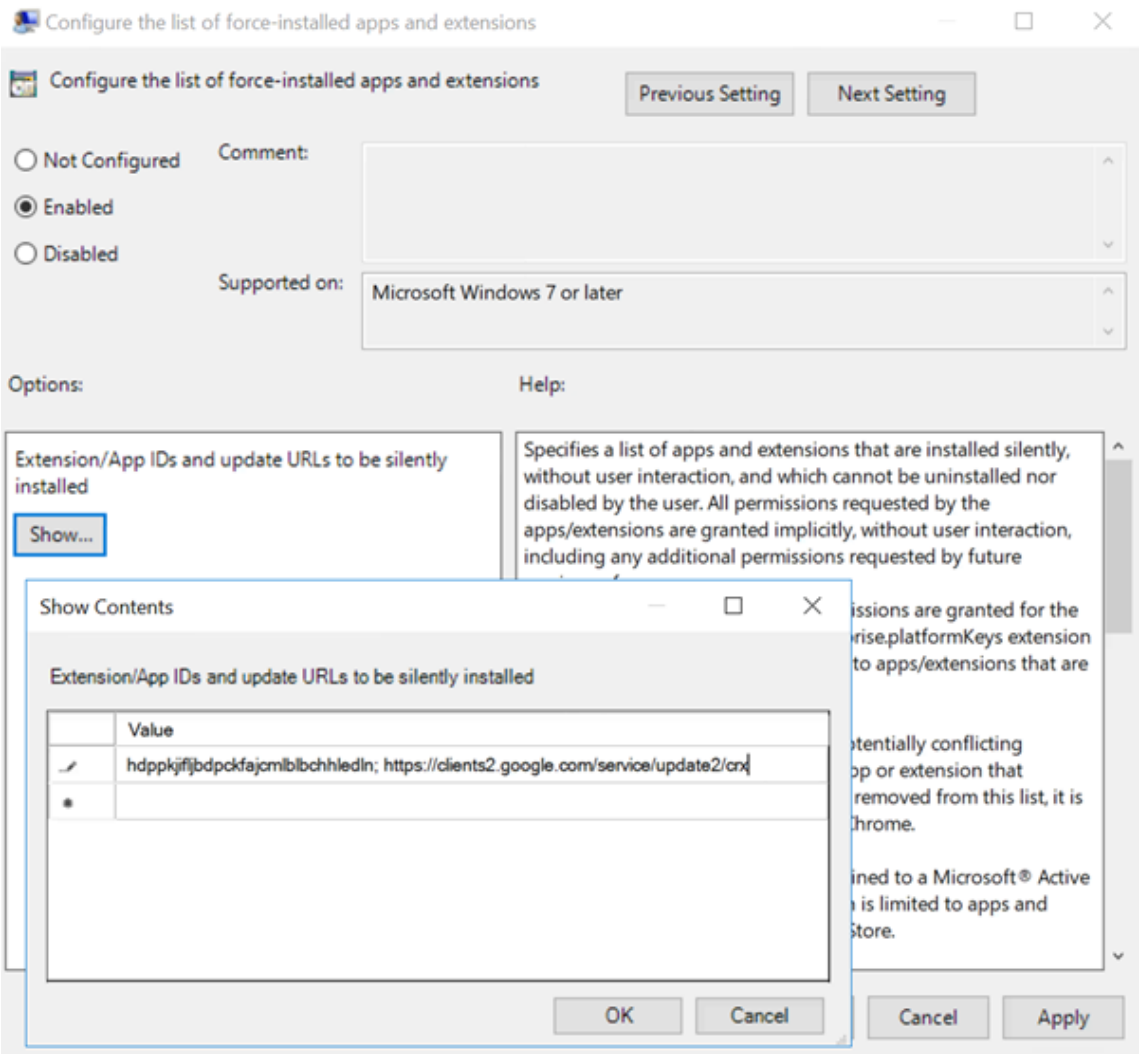 Configure the list of force-installed apps and extensions
Configure the list of force-installed apps and extensions
Previous Setting
Next Setting
Not Configured
Comment:
Enabled
Disabled
Supported on:
Microsoft Windows 7 or later
Options:
Help:
Extension/App IDs and update URLs to be silently
installed
Show...
Specifies a list of apps and extensions that are installed silently,
without user interaction, and which cannot be uninstalled nor
disabled by the user. All permissions requested by the
apps/extensions are granted implicitly, without user interaction,
including any additional permissions requested by future
issions are granted for the
rise.platformKeys extension
to apps/extensions that are
tentially conflicting
pp or extension that
removed from this list, it is
Chrome.
ined to a Microsoft® Active
is limited to apps and
Store.
Show Contents
Extension/App IDs and update URLs to be silently installed
Value
hdppkjifljbdpckfajcmlblbchhledln; https://clients2.google.com/service/update2/crx
OK
Cancel
Cancel
Apply